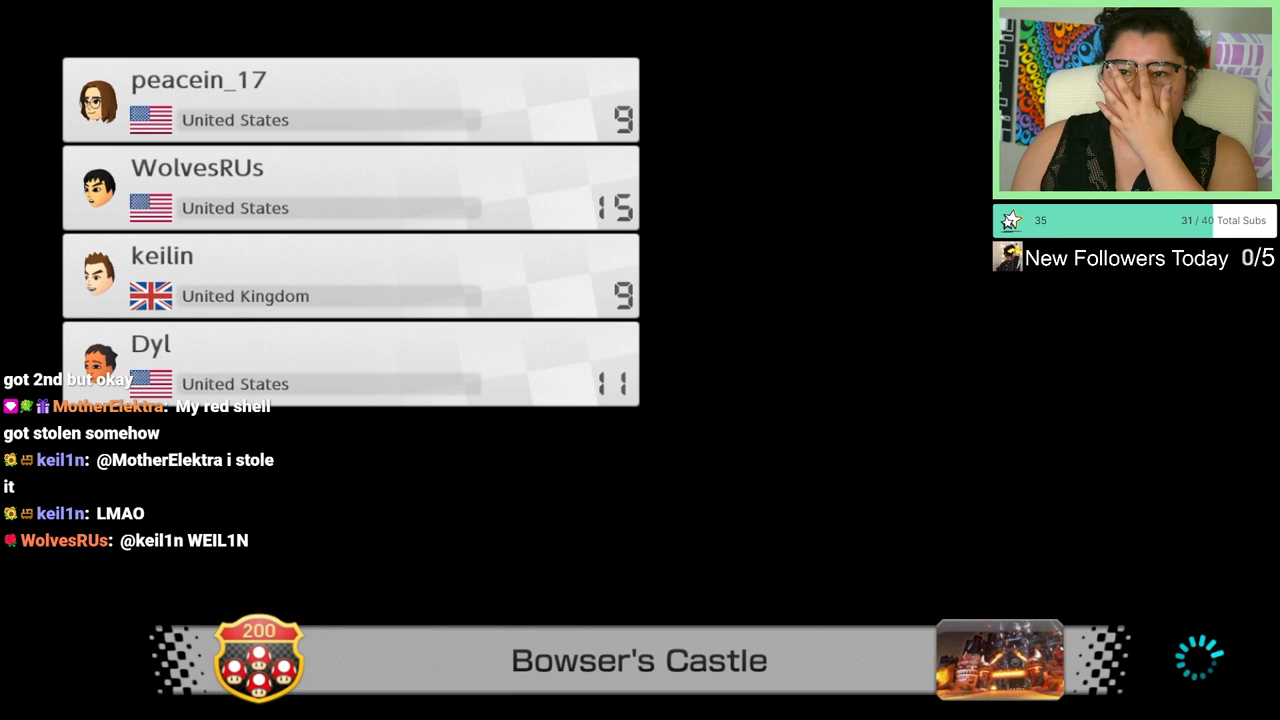 peacein_17
United States
9
WolvesRUs
United States
15
keilin
United Kingdom
9
Dyl
United States
11
got 2nd but okay
MotherElektra: My red shell
got stolen somehow
keil1n: @MotherElektra i stole
it
keil1n: LMAO
WolvesRUs: @keil1n WEIL1N
35
31 / 40 Total Subs
New Followers Today 0/5
200
Bowser's Castle